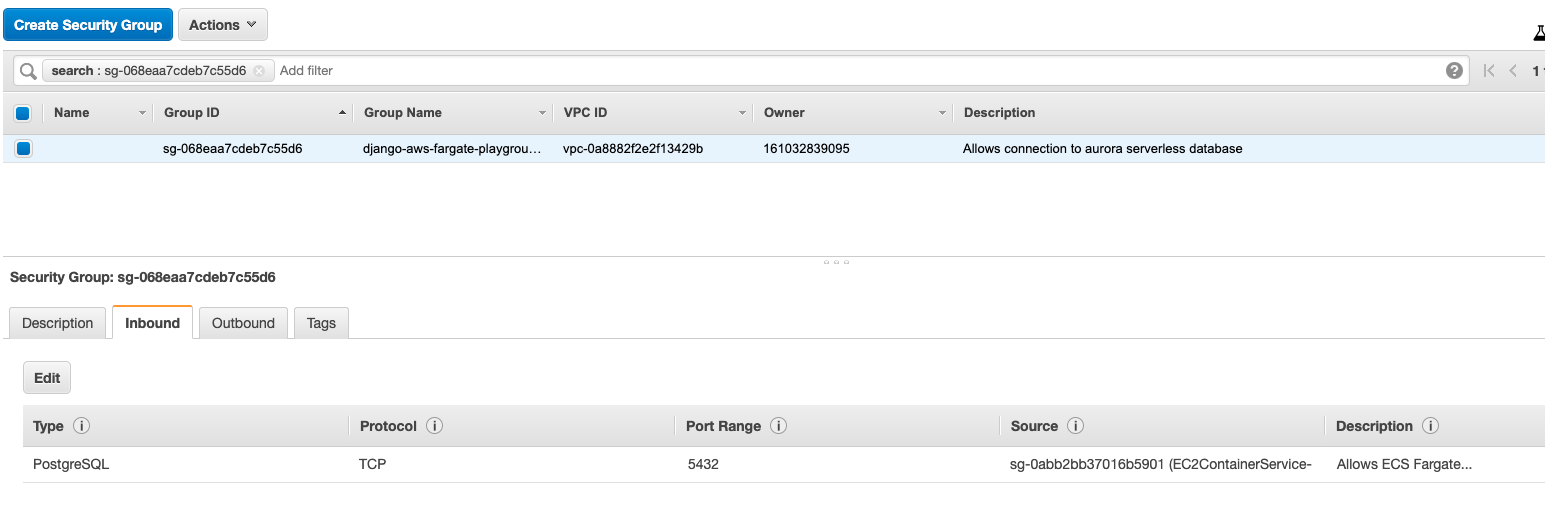 Create Security Group Actions
search : sg-068eaa7cdeb7c55d6 Add filter 1
Name Group ID Group Name VPC ID Owner Description
sg-068eaa7cdeb7c55d6 django-aws-fargate-playgrou… vpc-0a8882f2e2f13429b 161032839095 Allows connection to aurora serverless database
Security Group: sg-068eaa7cdeb7c55d6
Description Inbound Outbound Tags
Edit
Type Protocol Port Range Source Description
PostgreSQL TCP 5432 sg-0abb2bb37016b5901 (EC2ContainerService- Allows ECS Fargate...